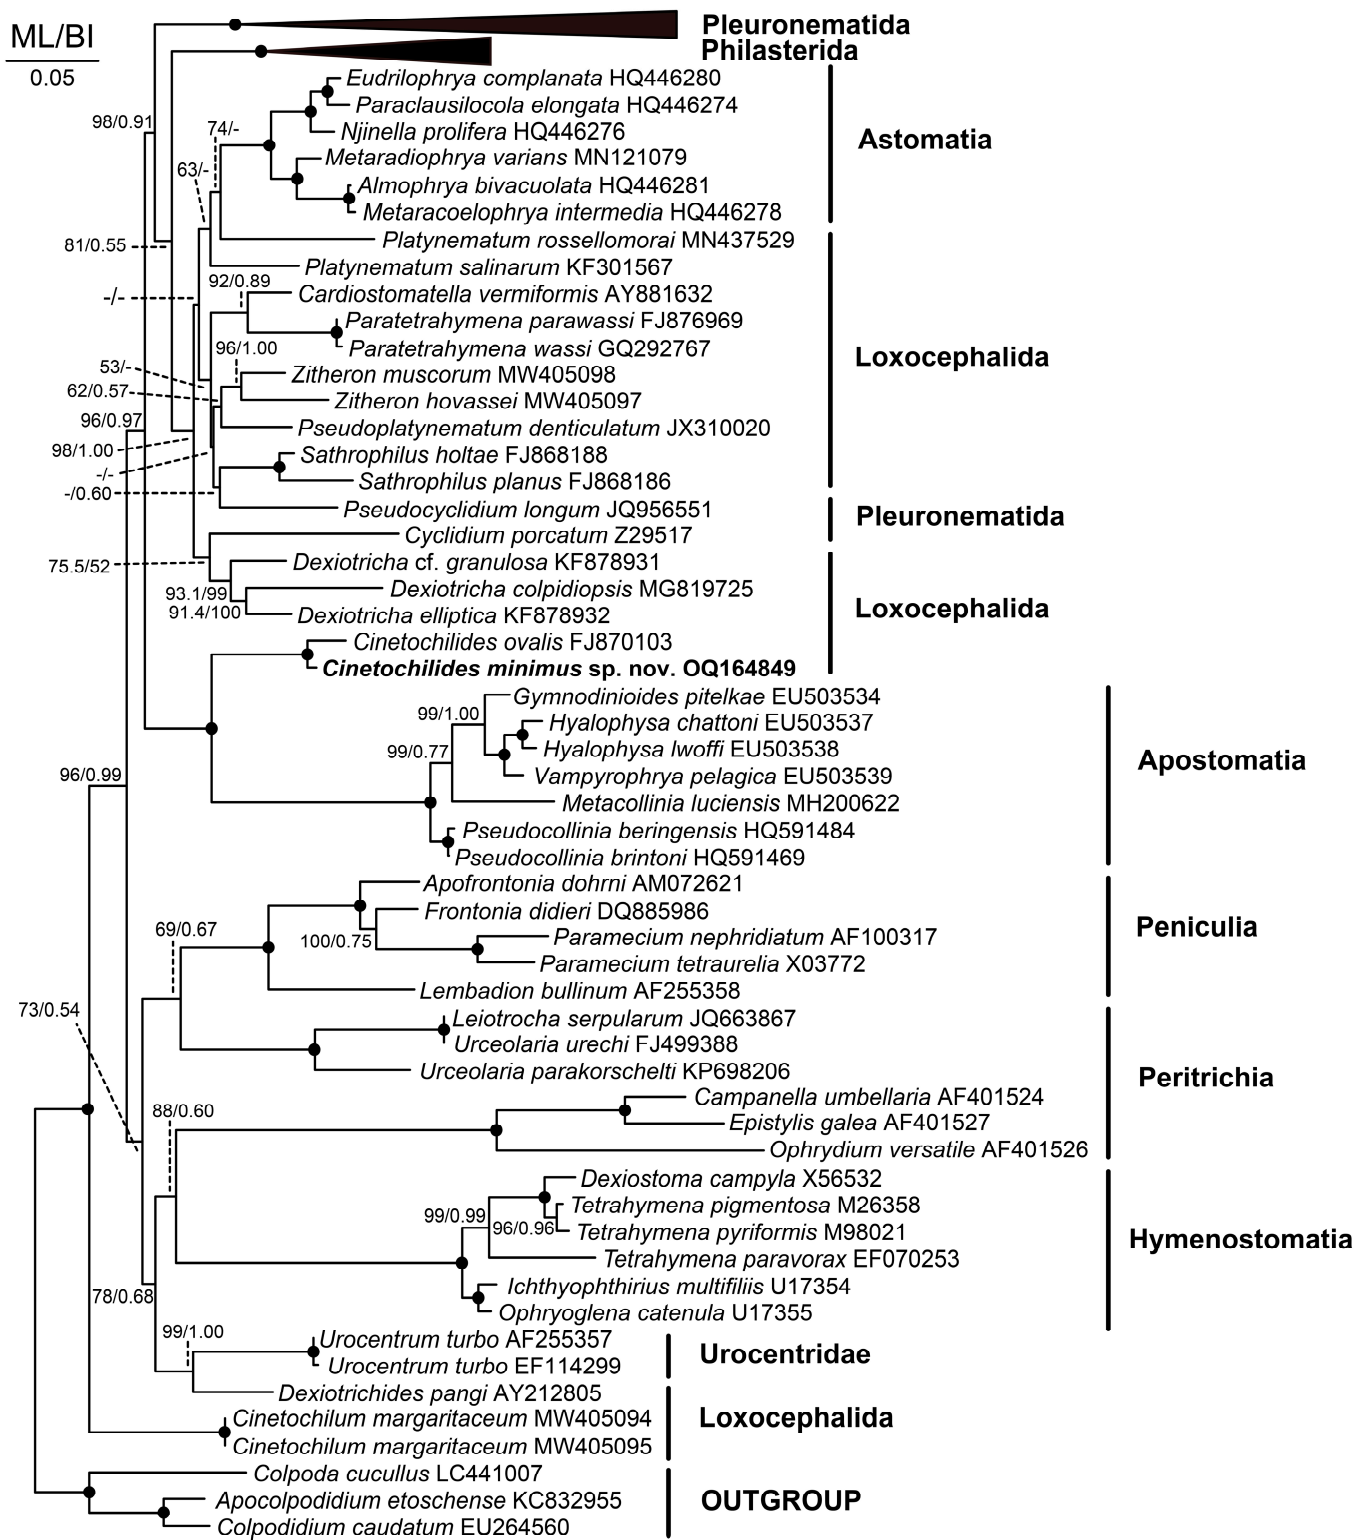 ML/BI
0.05
Pleuronematida
Philasterida
Eudrilophrya complanata HQ446280
Paraclausilocola elongata HQ446274
Njinella prolifera HQ446276
Metaradiophrya varians MN121079
Almophrya bivacuolata HQ446281
Metaracoelophrya intermedia HQ446278
Astomatia
98/0.91
74/-
63/-
81/0.55
Platynematum rossellomorai MN437529
Platynematum salinarum KF301567
92/0.89
-/-
Cardiostomatella vermiformis AY881632
Paratetrahymena parawassi FJ876969
Paratetrahymena wassi GQ292767
96/1.00
Loxocephalida
53/-
Zitheron muscorum MW405098
62/0.57
Zitheron hovassei MW405097
96/0.97
Pseudoplatynematum denticulatum JX310020
98/1.00
Sathrophilus holtae FJ868188
-/-
Sathrophilus planus FJ868186
-/0.60
Pseudocyclidium longum JQ956551
Pleuronematida
Cyclidium porcatum Z29517
75.5/52
Dexiotricha cf. granulosa KF878931
93.1/99
Dexiotricha colpidiopsis MG819725
91.4/100
Dexiotricha elliptica KF878932
Loxocephalida
Cinetochilides ovalis FJ870103
Cinetochilides minimus sp. nov. OQ164849
Gymnodinioides pitelkae EU503534
99/1.00
Hyalophysa chattoni EU503537
99/0.77
Hyalophysa lwoffi EU503538
Vampyrophrya pelagica EU503539
Apostomatia
96/0.99
Metacollinia luciensis MH200622
Pseudocollinia beringensis HQ591484
Pseudocollinia brintoni HQ591469
Apofrontonia dohrni AM072621
Frontonia didieri DQ885986
69/0.67
100/0.75
Paramecium nephridiatum AF100317
Peniculia
Paramecium tetraurelia X03772
Lembadion bullinum AF255358
73/0.54
Leiotrocha serpularum JQ663867
Urceolaria urechi FJ499388
Urceolaria parakorschelti KP698206
Peritrichia
Campanella umbellaria AF401524
88/0.60
Epistylis galea AF401527
Ophrydium versatile AF401526
Dexiostoma campyla X56532
Tetrahymena pigmentosa M26358
99/0.99
96/0.96
Tetrahymena pyriformis M98021
Hymenostomatia
Tetrahymena paravorax EF070253
Ichthyophthirius multifiliis U17354
78/0.68
Ophryoglena catenula U17355
99/1.00
Urocentrum turbo AF255357
Urocentrum turbo EF114299
Urocentridae
Dexiotrichides pangi AY212805
Cinetochilum margaritaceum MW405094
Loxocephalida
Cinetochilum margaritaceum MW405095
Colpoda cucullus LC441007
Apocolpodidium etoschense KC832955
OUTGROUP
Colpodidium caudatum EU264560